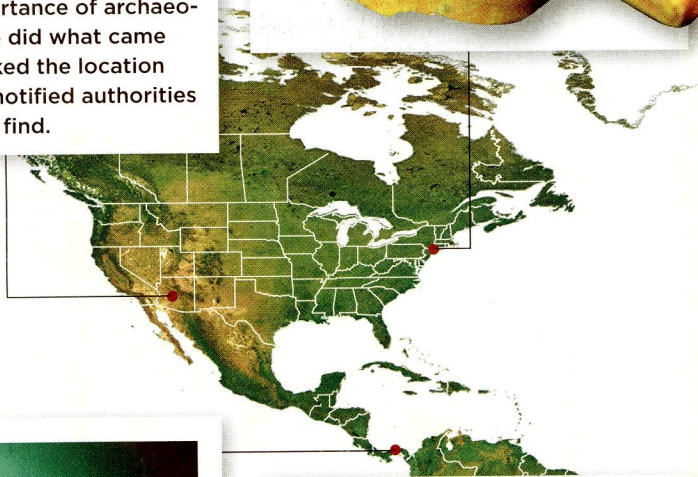 rtance of archaeo-
did what came
ked the location
notified authorities
find.